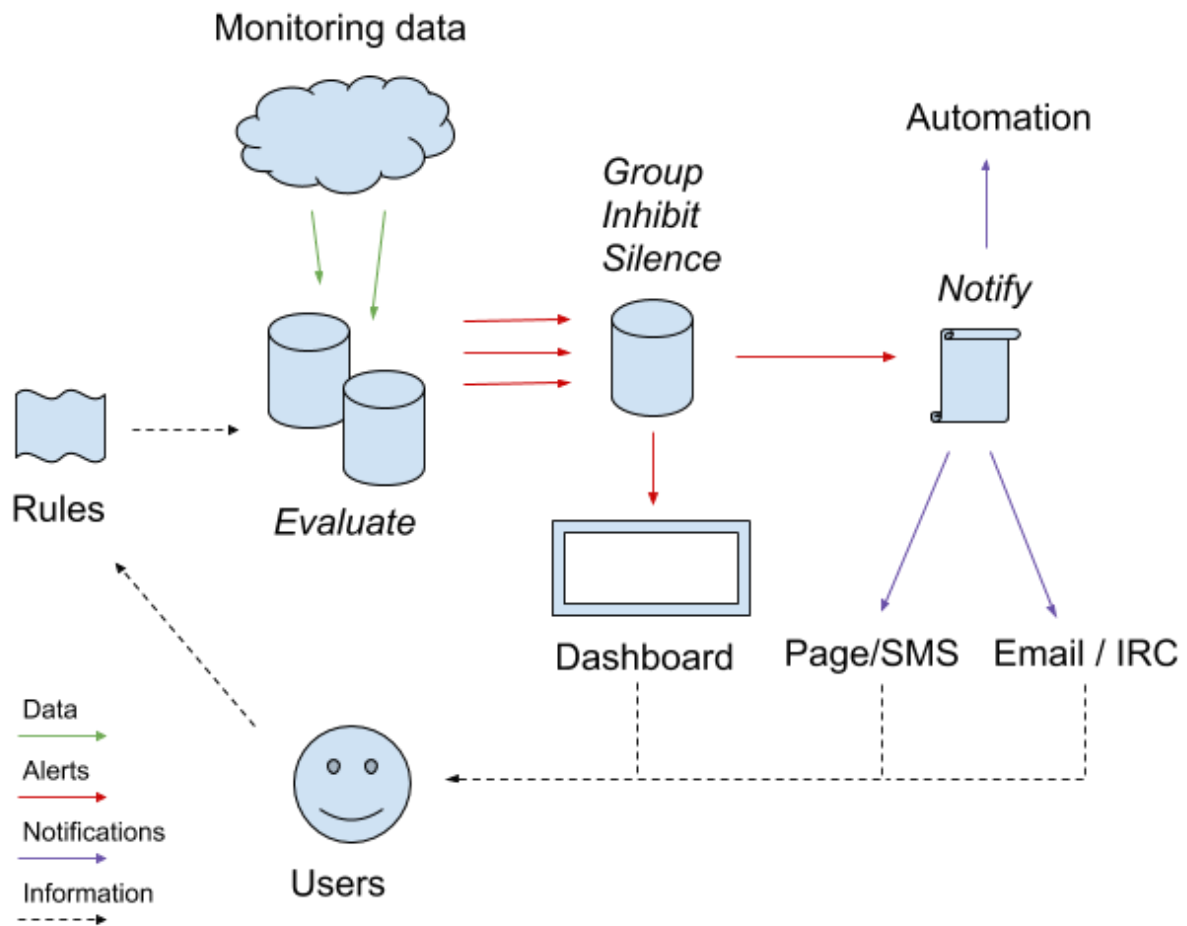 Monitoring data
Automation
Group
Inhibit
Silence
Notify
Rules
Evaluate
Dashboard
Page/SMS
Email / IRC
Data
Alerts
Notifications
Information
Users